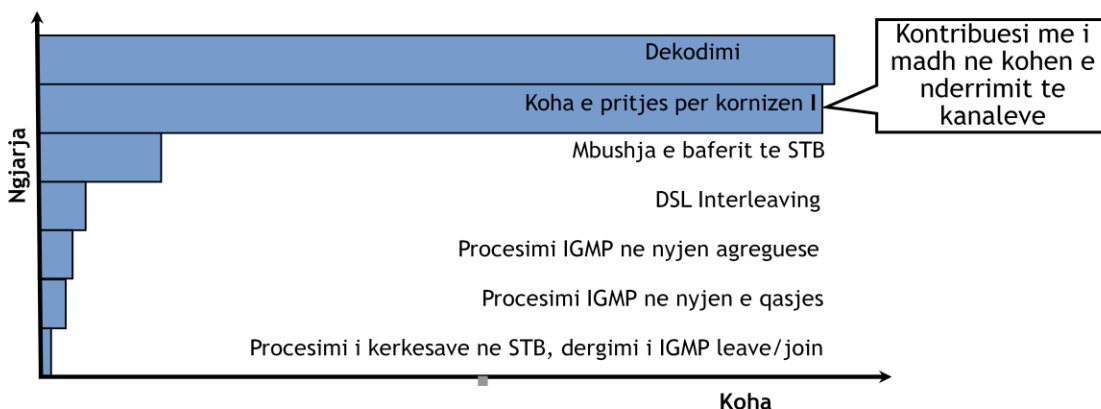 Dekodimi
Koha e pritjes per kornizen I
Kontribuesi me i
madh ne kohen e
nderrimit te
kanaleve
Mbushja e baferit te STB
DSL Interleaving
Procesimi IGMP ne nyjen agreguese
Procesimi IGMP ne nyjen e qasjes
Procesimi i kerkesave ne STB, dergimi i IGMP leave/join
Ngjarja
Koha